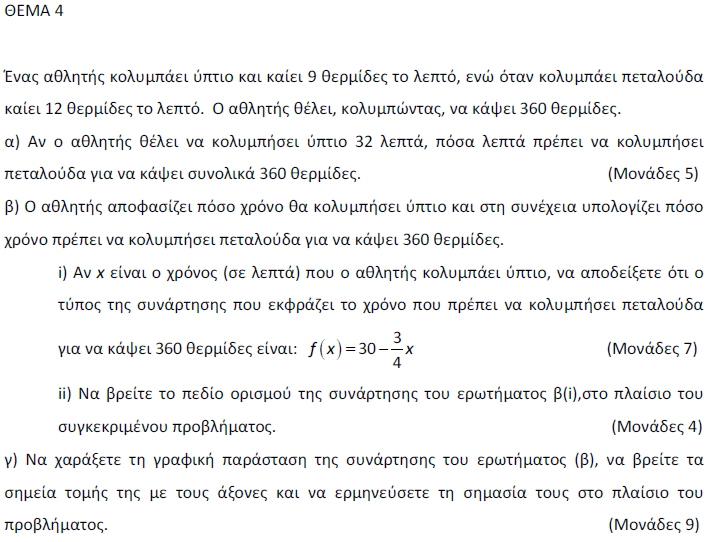 ΘΕΜΑ 4
Ένας αθλητής κολυμπάει ύπτιο και καίει 9 θερμίδες το λεπτό, ενώ όταν κολυμπάει πεταλούδα
καίει 12 θερμίδες το λεπτό. Ο αθλητής θέλει, κολυμπώντας, να κάψει 360 θερμίδες.
α) Αν ο αθλητής θέλει να κολυμπήσει ύπτιο 32 λεπτά, πόσα λεπτά πρέπει να κολυμπήσει
πεταλούδα για να κάψει συνολικά 360 θερμίδες. (Μονάδες 5)
β) Ο αθλητής αποφασίζει πόσο χρόνο θα κολυμπήσει ύπτιο και στη συνέχεια υπολογίζει πόσο
χρόνο πρέπει να κολυμπήσει πεταλούδα για να κάψει 360 θερμίδες.
i) Αν x είναι ο χρόνος (σε λεπτά) που ο αθλητής κολυμπάει ύπτιο, να αποδείξετε ότι ο
τύπος της συνάρτησης που εκφράζει το χρόνο που πρέπει να κολυμπήσει πεταλούδα
για να κάψει 360 θερμίδες είναι: f(x)=30−3/4x (Μονάδες 7)
ii) Να βρείτε το πεδίο ορισμού της συνάρτησης του ερωτήματος β(i),στο πλαίσιο του
συγκεκριμένου προβλήματος. (Μονάδες 4)
γ) Να χαράξετε τη γραφική παράσταση της συνάρτησης του ερωτήματος (β), να βρείτε τα
σημεία τομής της με τους άξονες και να ερμηνεύσετε τη σημασία τους στο πλαίσιο του
προβλήματος. (Μονάδες 9)